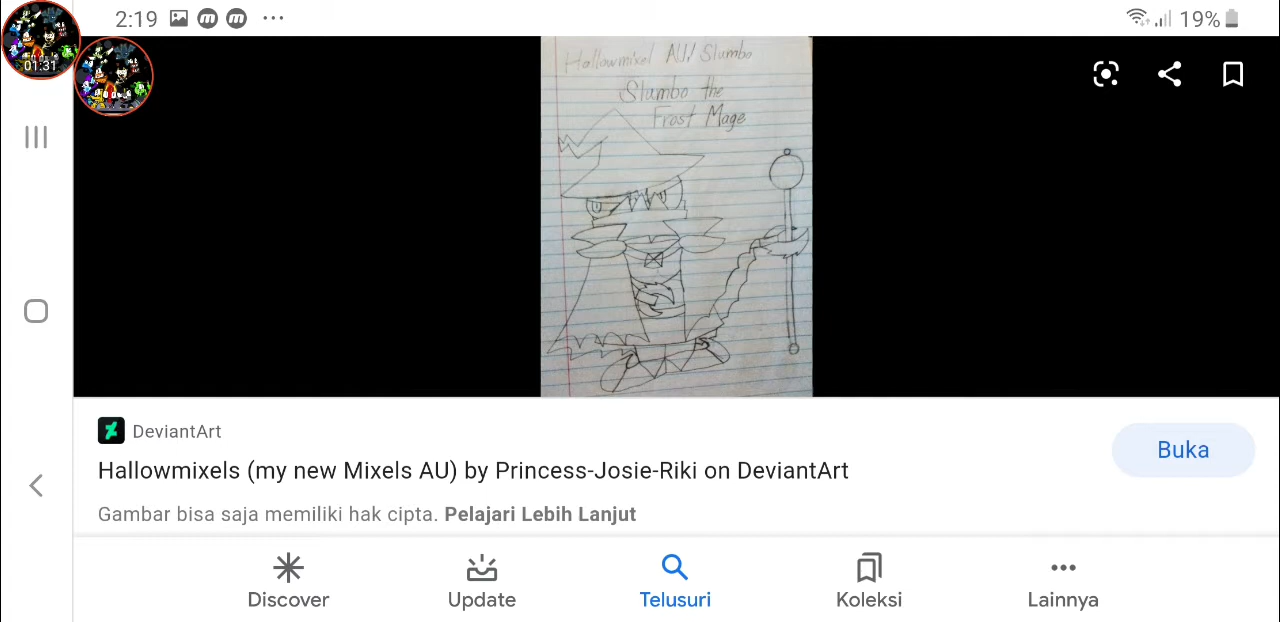 2:19
19%
01:31
Hallowmixel AU! Slumbo
Slumbo the
Frost Mage
DeviantArt
Hallowmixels (my new Mixels AU) by Princess-Josie-Riki on DeviantArt
Buka
Gambar bisa saja memiliki hak cipta. Pelajari Lebih Lanjut
Discover
Update
Telusuri
Koleksi
Lainnya